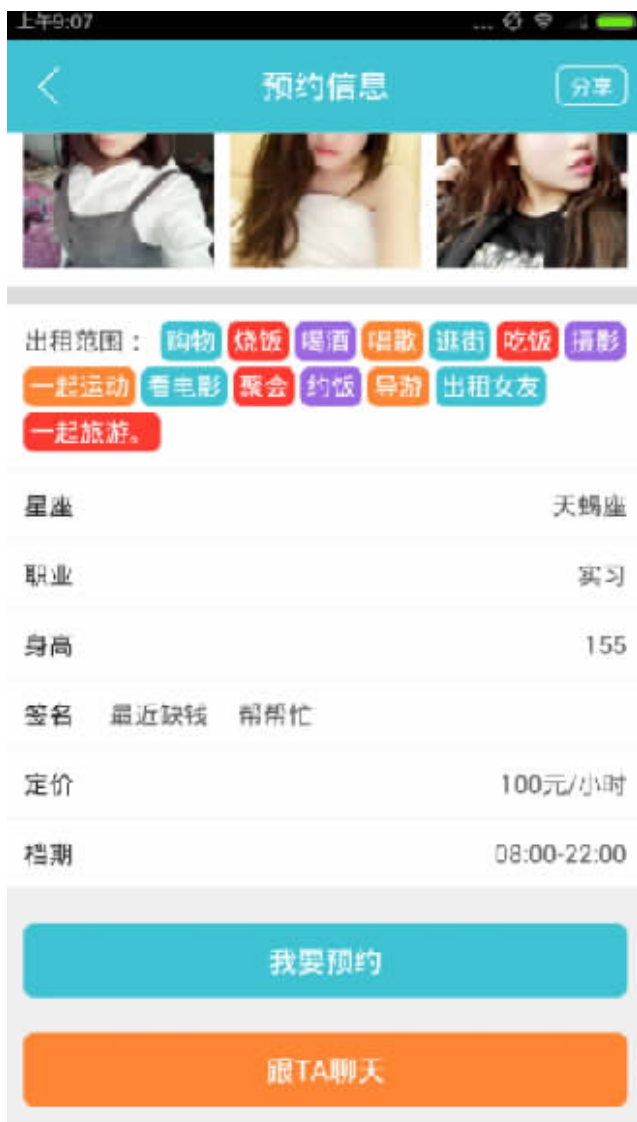 上午9:07 ...
预约信息 分享
出租范围： 购物 烧饭 喝酒 唱歌 逛街 吃饭 摄影
一起运动 看电影 聚会 约饭 导游 出租女友
一起旅游。
星座 天蝎座
职业 实习
身高 155
签名 最近缺钱 帮帮忙
定价 100元/小时
档期 08:00-22:00
我要预约
跟TA聊天